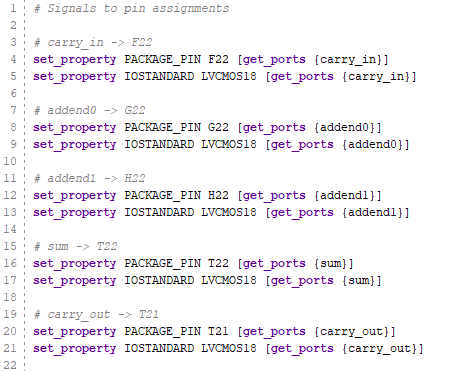 1 # Signals to pin assignments
2
3 # carry_in -> F22
4 set_property PACKAGE_PIN F22 [get_ports {carry_in}]
5 set_property IOSTANDARD LVCMOS18 [get_ports {carry_in}]
6
7 # addend0 -> G22
8 set_property PACKAGE_PIN G22 [get_ports {addend0}]
9 set_property IOSTANDARD LVCMOS18 [get_ports {addend0}]
10
11 # addend1 -> H22
12 set_property PACKAGE_PIN H22 [get_ports {addend1}]
13 set_property IOSTANDARD LVCMOS18 [get_ports {addend1}]
14
15 # sum -> T22
16 set_property PACKAGE_PIN T22 [get_ports {sum}]
17 set_property IOSTANDARD LVCMOS18 [get_ports {sum}]
18
19 # carry_out -> T21
20 set_property PACKAGE_PIN T21 [get_ports {carry_out}]
21 set_property IOSTANDARD LVCMOS18 [get_ports {carry_out}]
22